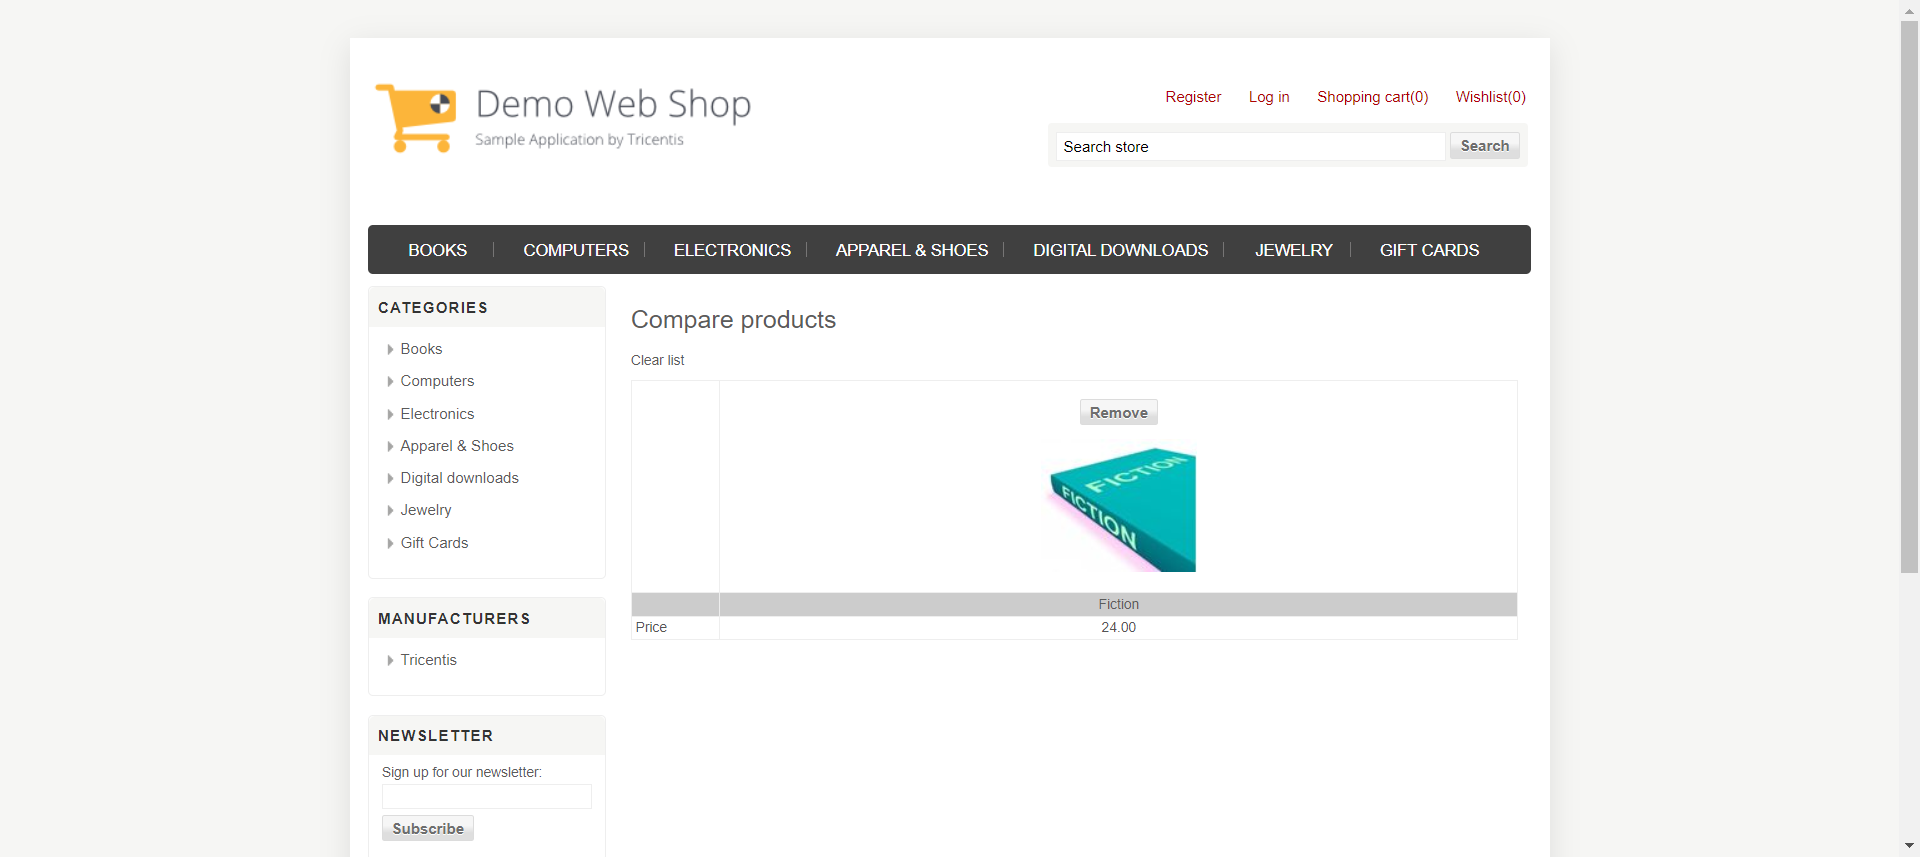 Demo Web Shop
Sample Application by Tricentis
Register Log in Shopping cart(0) Wishlist(0)
Search store Search
BOOKS COMPUTERS ELECTRONICS APPAREL & SHOES DIGITAL DOWNLOADS JEWELRY GIFT CARDS
CATEGORIES
Books
Computers
Electronics
Apparel & Shoes
Digital downloads
Jewelry
Gift Cards
MANUFACTURERS
Tricentis
NEWSLETTER
Sign up for our newsletter:
Subscribe
Compare products
Clear list
Remove
FICTION
FICTION
Fiction
Price 24.00